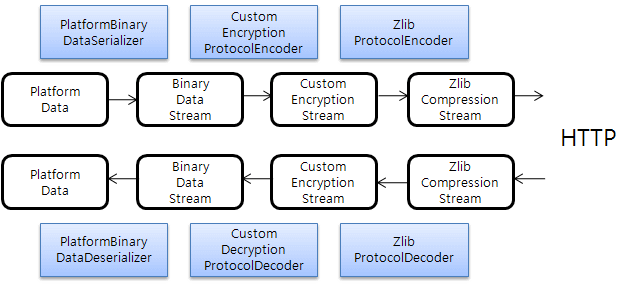 PlatformBinary
DataSerializer
Custom
Encryption
ProtocolEncoder
Zlib
ProtocolEncoder
Platform
Data
Binary
Data
Stream
Custom
Encryption
Stream
Zlib
Compression
Stream
HTTP
Platform
Data
Binary
Data
Stream
Custom
Encryption
Stream
Zlib
Compression
Stream
PlatformBinary
DataDeserializer
Custom
Decryption
ProtocolDecoder
Zlib
ProtocolDecoder